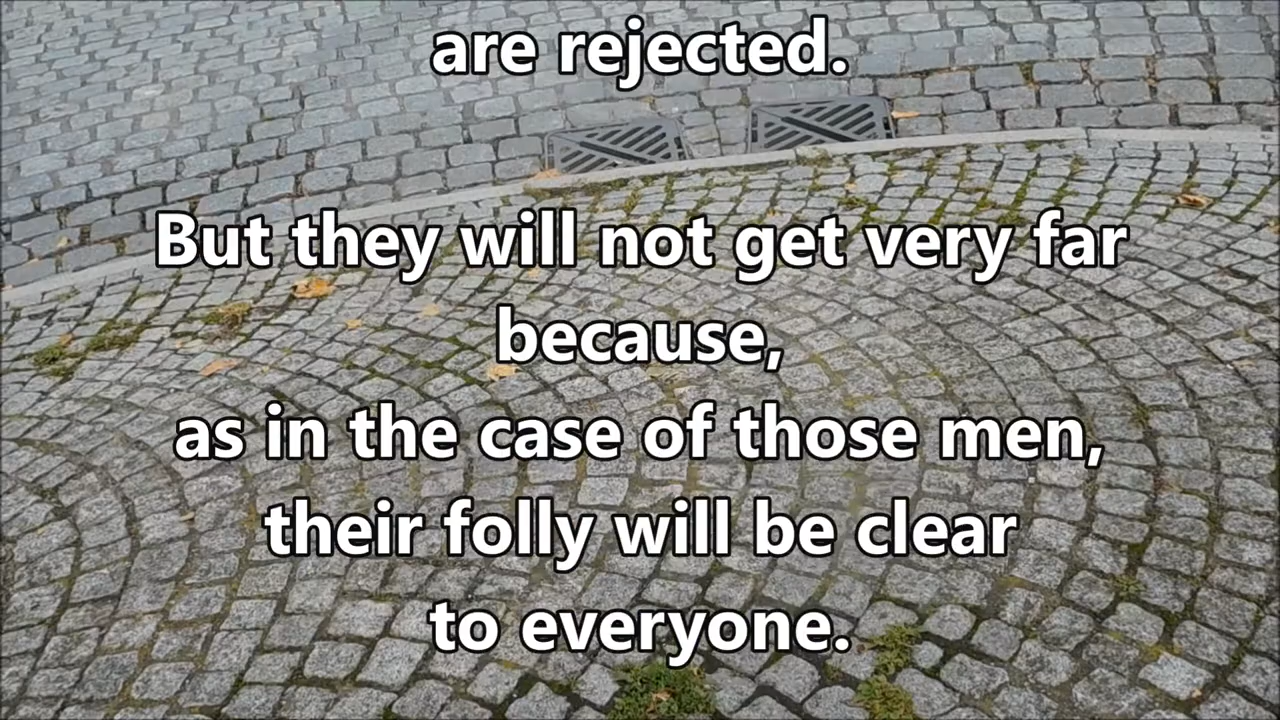 are rejected.
But they will not get very far
because,
as in the case of those men,
their folly will be clear
to everyone.